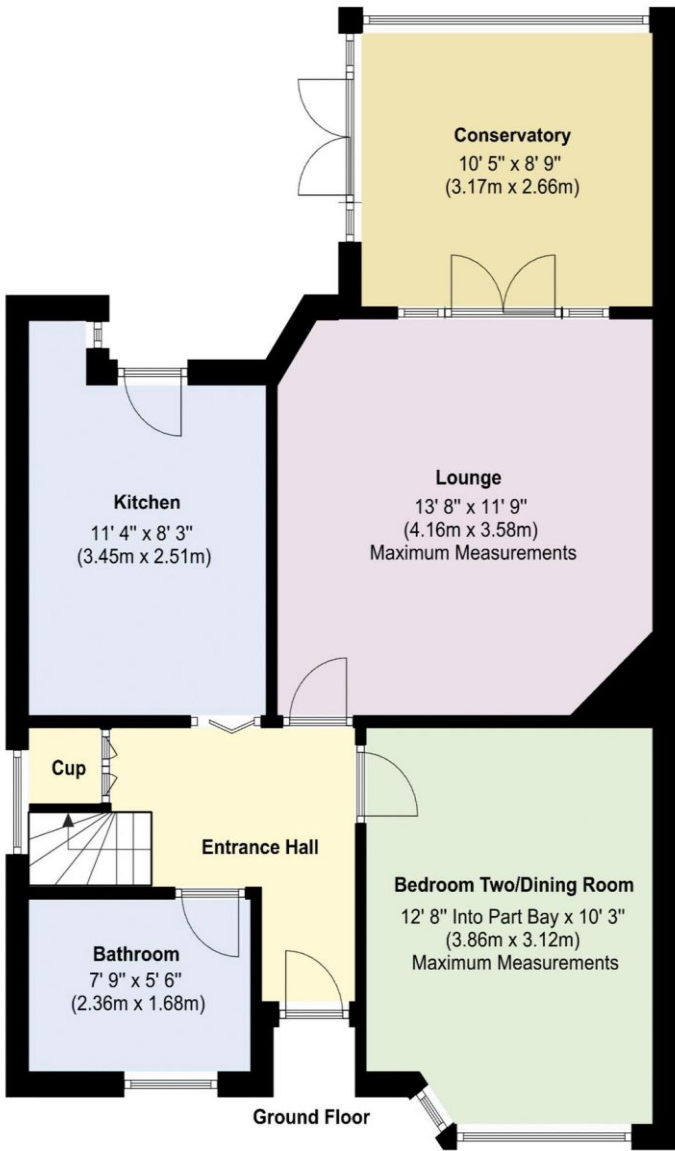 Conservatory
10' 5" x 8' 9"
(3.17m x 2.66m)
Lounge
13' 8" x 11' 9"
(4.16m x 3.58m)
Maximum Measurements
Kitchen
11' 4" x 8' 3"
(3.45m x 2.51m)
Cup
Entrance Hall
Bedroom Two/Dining Room
12' 8" Into Part Bay x 10' 3"
(3.86m x 3.12m)
Maximum Measurements
Bathroom
7' 9" x 5' 6"
(2.36m x 1.68m)
Ground Floor